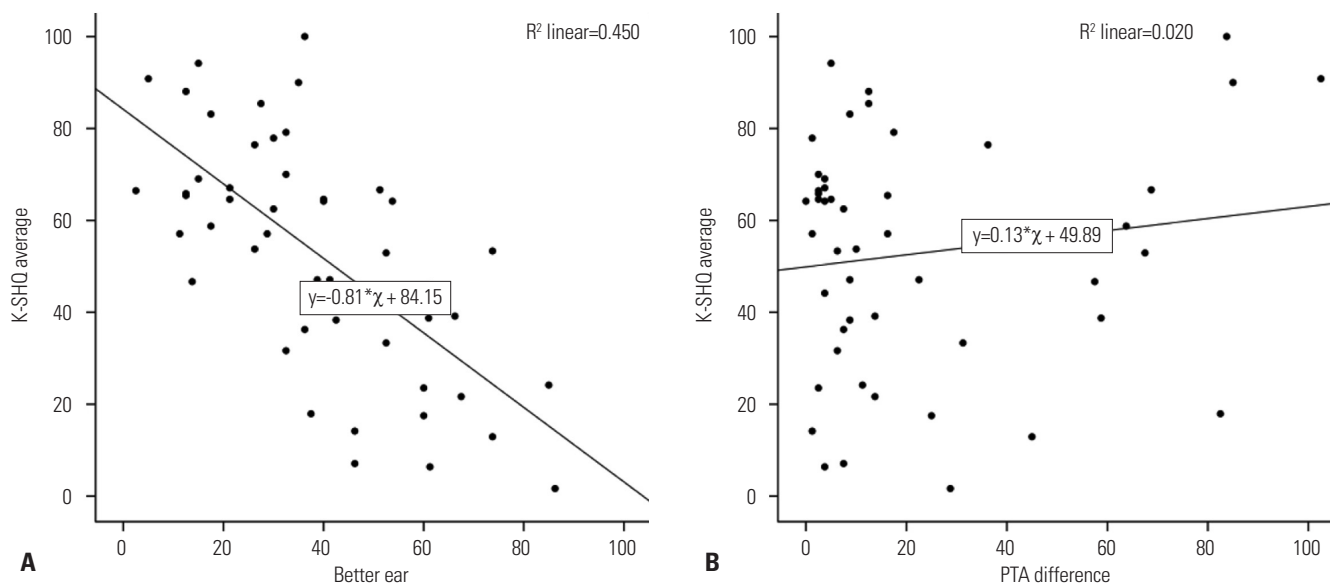 R² linear=0.450
100
80
60
40
20
0
K-SHQ average
y=-0.81*χ + 84.15
0 20 40 60 80 100
Better ear
A
R² linear=0.020
100
80
60
40
20
0
K-SHQ average
y=0.13*χ + 49.89
0 20 40 60 80 100
PTA difference
B